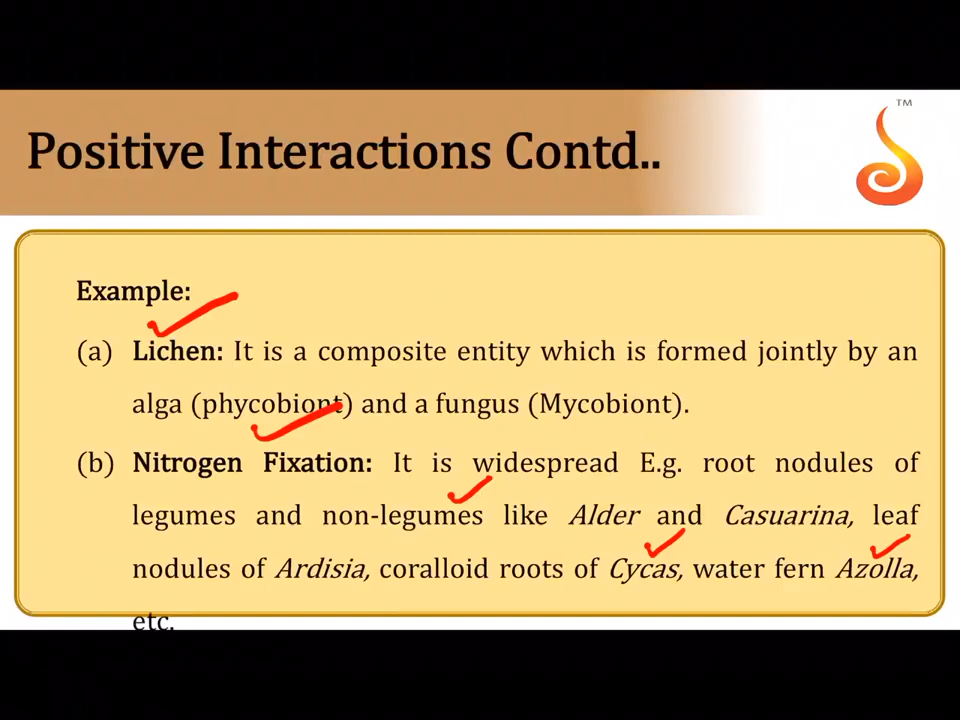 TM
Positive Interactions Contd..
Example:
(a) Lichen: It is a composite entity which is formed jointly by an
alga (phycobiont) and a fungus (Mycobiont).
(b) Nitrogen Fixation: It is widespread E.g. root nodules of
legumes and non-legumes like Alder and Casuarina, leaf
nodules of Ardisia, coralloid roots of Cycas, water fern Azolla,
etc.